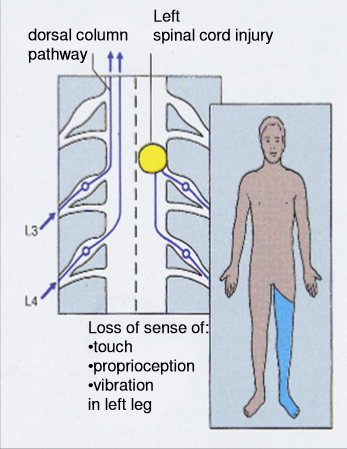 Left
spinal cord injury
dorsal column
pathway
L3
L4
Loss of sense of:
•touch
•proprioception
•vibration
in left leg